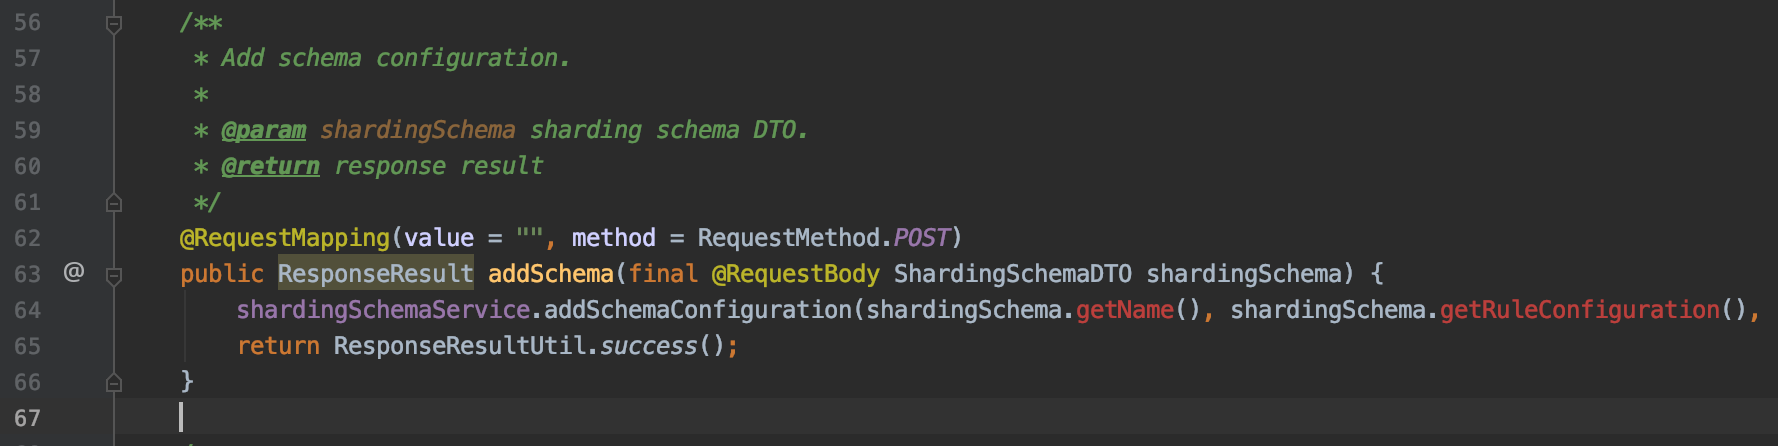 56 /**
57 * Add schema configuration.
58 *
59 * @param shardingSchema sharding schema DTO.
60 * @return response result
61 */
62 @RequestMapping(value = "", method = RequestMethod.POST)
63 @ public ResponseResult addSchema(final @RequestBody ShardingSchemaDTO shardingSchema) {
64 shardingSchemaService.addSchemaConfiguration(shardingSchema.getName(), shardingSchema.getRuleConfiguration(),
65 return ResponseResultUtil.success();
66 }
67